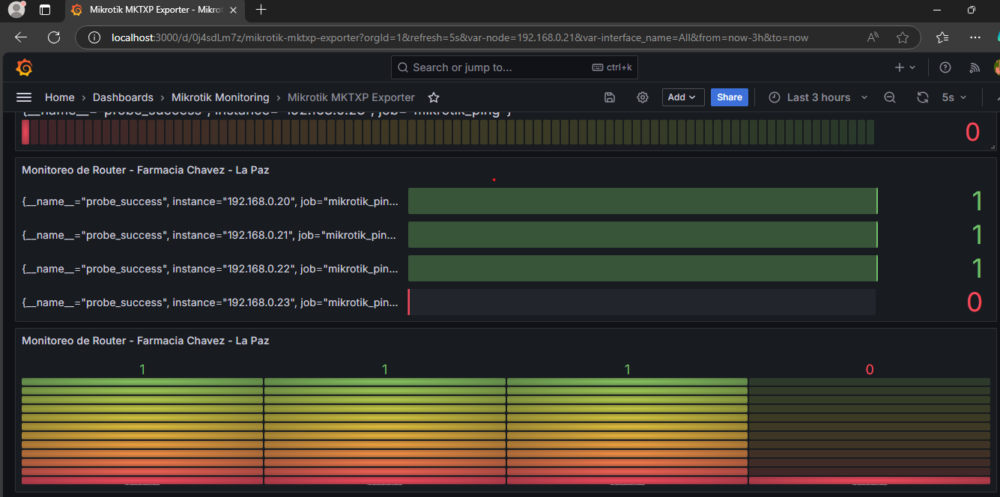 Mikrotik MKTXP Exporter - Mikrot
localhost:3000/d/0j4sdLm7z/mikrotik-mktxp-exporter?orgId=1&refresh=5s&var-node=192.168.0.21&var-interface_name=All&from=now-3h&to=now
Search or jump to...
ctrl+k
Home › Dashboards › Mikrotik Monitoring › Mikrotik MKTXP Exporter
Add
Share
Last 3 hours
5s
{__name__="probe_success", instance="192.168.0.23", job="mikrotik_ping"}
0
Monitoreo de Router - Farmacia Chavez - La Paz
{__name__="probe_success", instance="192.168.0.20", job="mikrotik_pin... 1
{__name__="probe_success", instance="192.168.0.21", job="mikrotik_pin... 1
{__name__="probe_success", instance="192.168.0.22", job="mikrotik_pin... 1
{__name__="probe_success", instance="192.168.0.23", job="mikrotik_pin... 0
Monitoreo de Router - Farmacia Chavez - La Paz
1 1 1 0